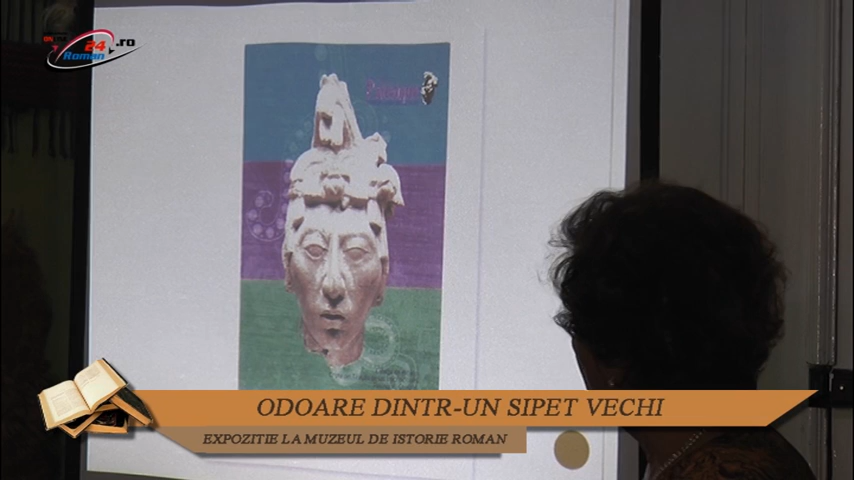 24.ro
Roman
ODOARE DINTR-UN SIPET VECHI
EXPOZITIE LA MUZEUL DE ISTORIE ROMAN